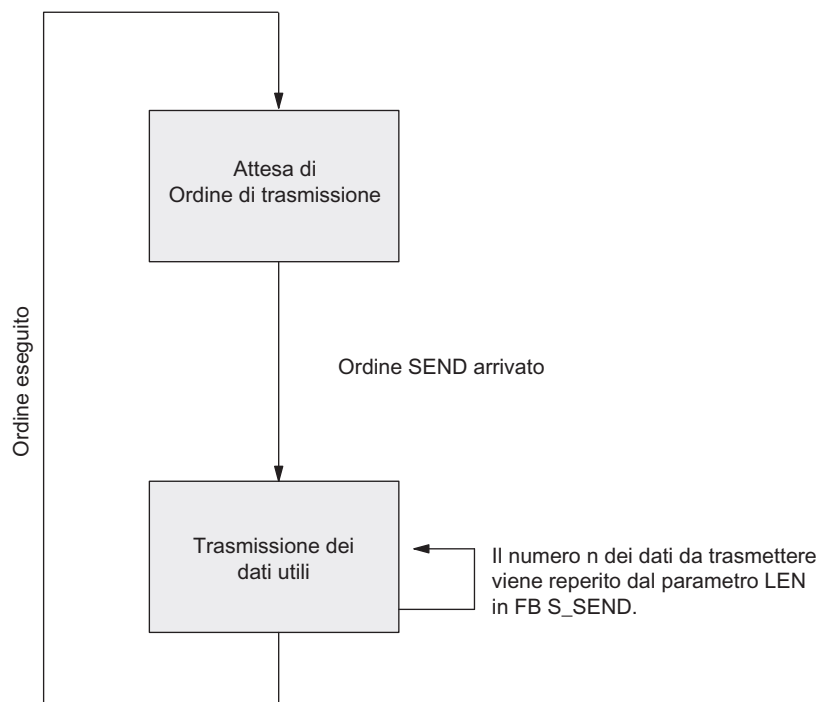 Attesa di
Ordine di trasmissione
Ordine SEND arrivato
Ordine eseguito
Trasmissione dei
dati utili
Il numero n dei dati da trasmettere
viene reperito dal parametro LEN
in FB S_SEND.